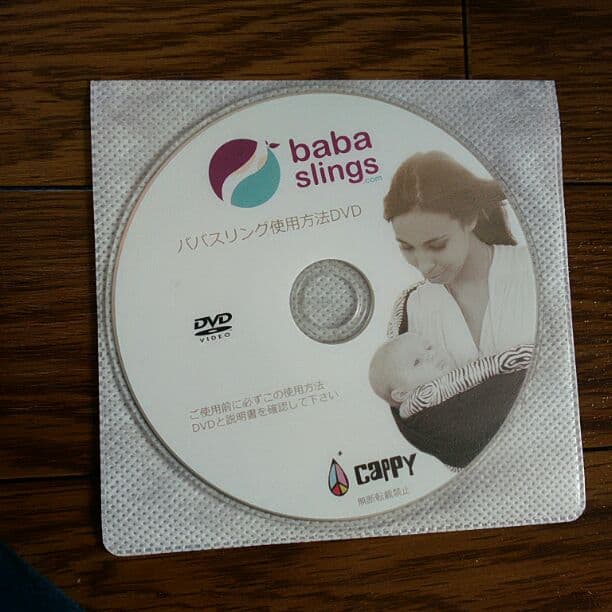 baba
slings
.com
ババスリング使用方法DVD
DVD
VIDEO
ご使用前に必ずこの使用方法
DVDと説明書を確認して下さい
CAPPY
無断転載禁止